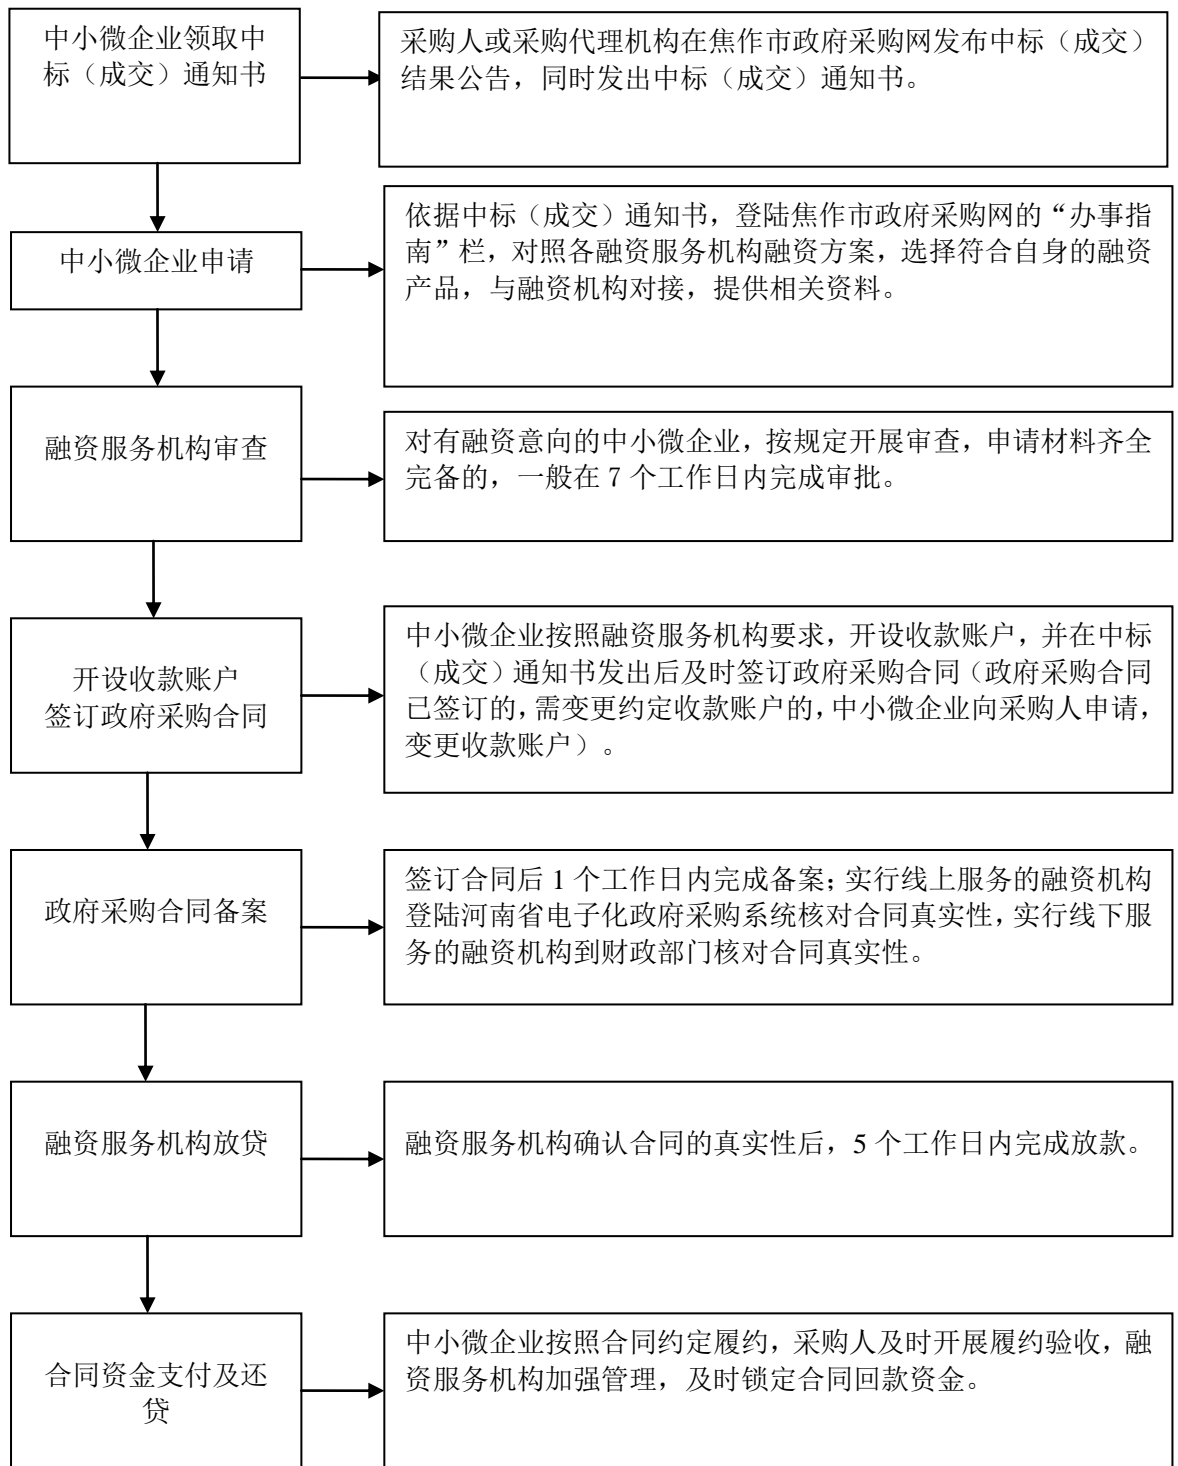 中小微企业领取中
标（成交）通知书
采购人或采购代理机构在焦作市政府采购网发布中标（成交）
结果公告，同时发出中标（成交）通知书。
中小微企业申请
依据中标（成交）通知书，登陆焦作市政府采购网的“办事指
南”栏，对照各融资服务机构融资方案，选择符合自身的融资
产品，与融资机构对接，提供相关资料。
融资服务机构审查
对有融资意向的中小微企业，按规定开展审查，申请材料齐全
完备的，一般在 7 个工作日内完成审批。
开设收款账户
签订政府采购合同
中小微企业按照融资服务机构要求，开设收款账户，并在中标
（成交）通知书发出后及时签订政府采购合同（政府采购合同
已签订的，需变更约定收款账户的，中小微企业向采购人申请，
变更收款账户）。
政府采购合同备案
签订合同后 1 个工作日内完成备案；实行线上服务的融资机构
登陆河南省电子化政府采购系统核对合同真实性，实行线下服
务的融资机构到财政部门核对合同真实性。
融资服务机构放贷
融资服务机构确认合同的真实性后，5 个工作日内完成放款。
合同资金支付及还
贷
中小微企业按照合同约定履约，采购人及时开展履约验收，融
资服务机构加强管理，及时锁定合同回款资金。